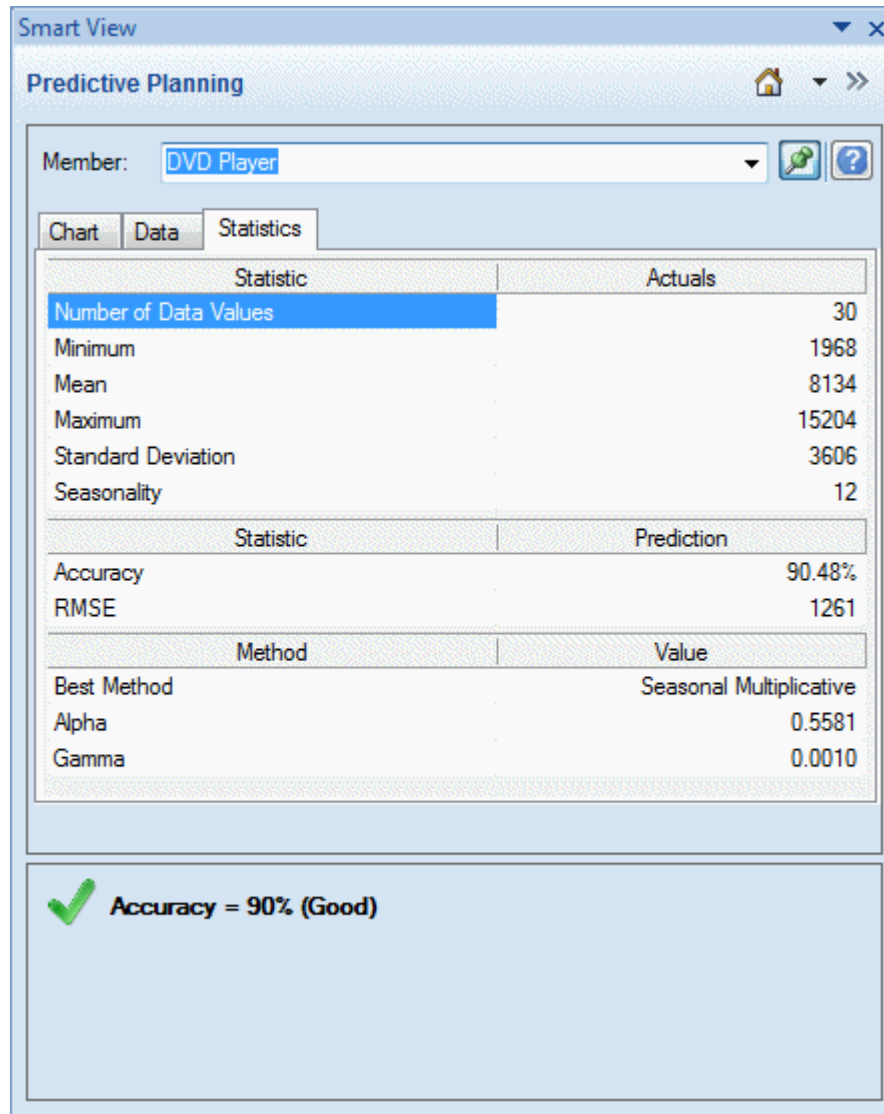 Smart View
Predictive Planning
Member: DVD Player
Chart Data Statistics
Statistic Actuals
Number of Data Values 30
Minimum 1968
Mean 8134
Maximum 15204
Standard Deviation 3606
Seasonality 12
Statistic Prediction
Accuracy 90.48%
RMSE 1261
Method Value
Best Method Seasonal Multiplicative
Alpha 0.5581
Gamma 0.0010
Accuracy = 90% (Good)